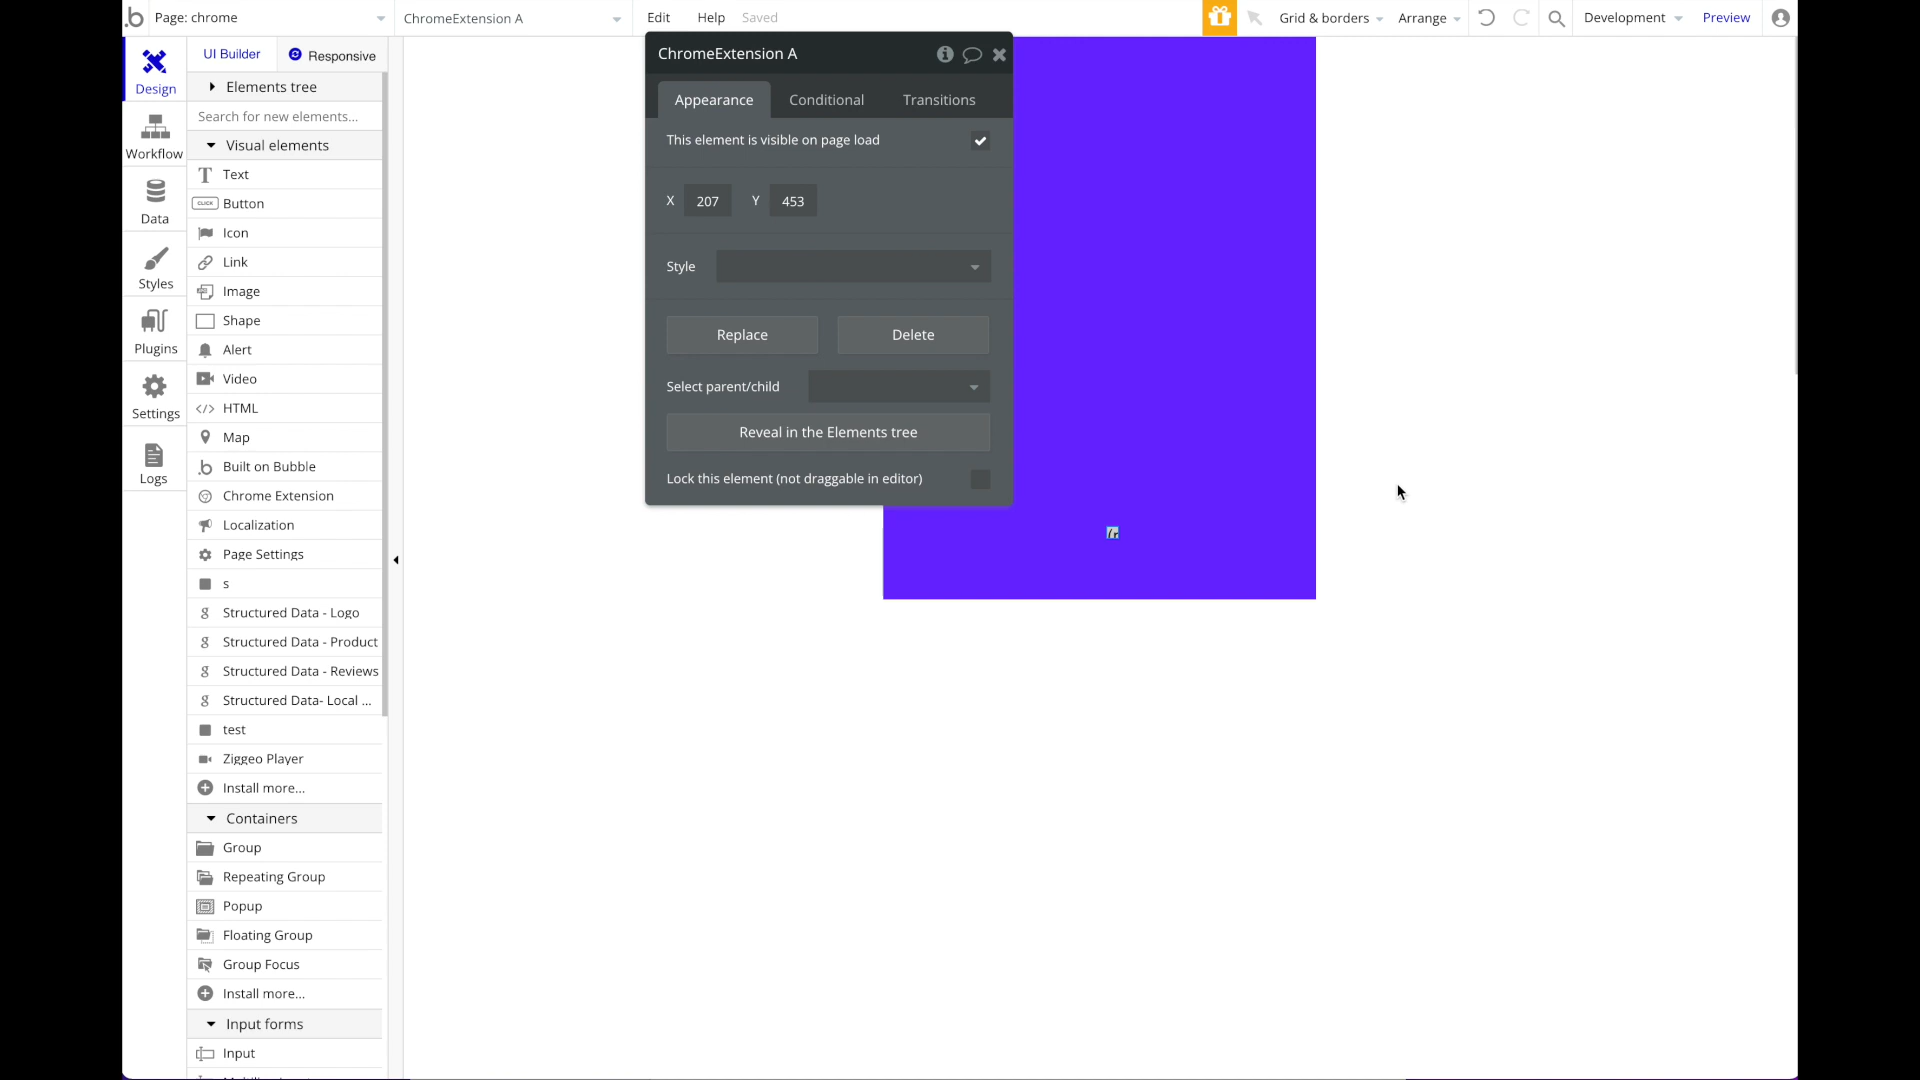 Page: chrome
ChromeExtension A
Edit
Help
Saved
Grid & borders
Arrange
Development
Preview
Design
Workflow
Data
Styles
Plugins
Settings
Logs
UI Builder
Responsive
Elements tree
Search for new elements...
Visual elements
Text
CLICK
Button
Icon
Link
Image
Shape
Alert
Video
HTML
Map
Built on Bubble
Chrome Extension
Localization
Page Settings
s
Structured Data - Logo
Structured Data - Product
Structured Data - Reviews
Structured Data- Local ...
test
Ziggeo Player
Install more...
Containers
Group
Repeating Group
Popup
Floating Group
Group Focus
Install more...
Input forms
Input
ChromeExtension A
Appearance
Conditional
Transitions
This element is visible on page load
X 207 Y 453
Style
Replace
Delete
Select parent/child
Reveal in the Elements tree
Lock this element (not draggable in editor)